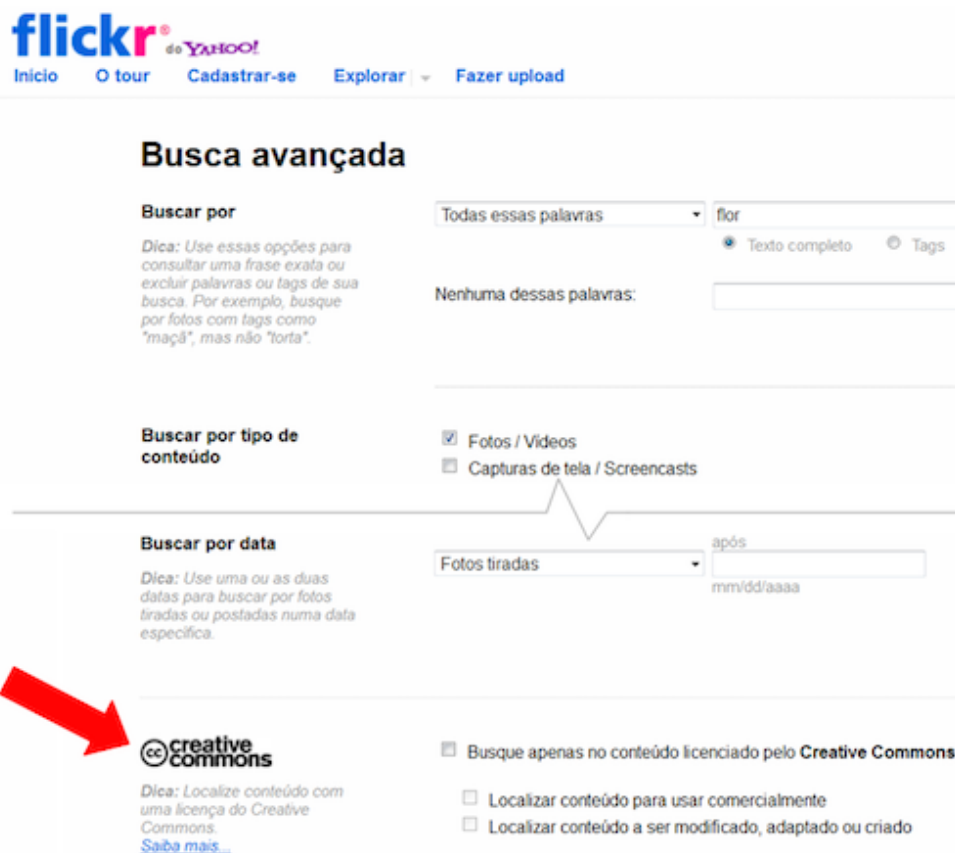 flickr® do YAHOO!
Inicio O tour Cadastrar-se Explorar Fazer upload
Busca avançada
Buscar por
Todas essas palavras
flor
Texto completo Tags
Dica: Use essas opções para
consultar uma frase exata ou
excluir palavras ou tags de sua
busca. Por exemplo, busque
por fotos com tags como
"maçã", mas não "torta".
Nenhuma dessas palavras:
Buscar por tipo de
conteúdo
Fotos / Vídeos
Capturas de tela / Screencasts
Buscar por data
Dica: Use uma ou as duas
datas para buscar por fotos
tiradas ou postadas numa data
específica.
Fotos tiradas
após
mm/dd/aaaa
cc creative
commons
Dica: Localize conteúdo com
uma licença do Creative
Commons.
Saiba mais...
Busque apenas no conteúdo licenciado pelo Creative Commons
Localizar conteúdo para usar comercialmente
Localizar conteúdo a ser modificado, adaptado ou criado